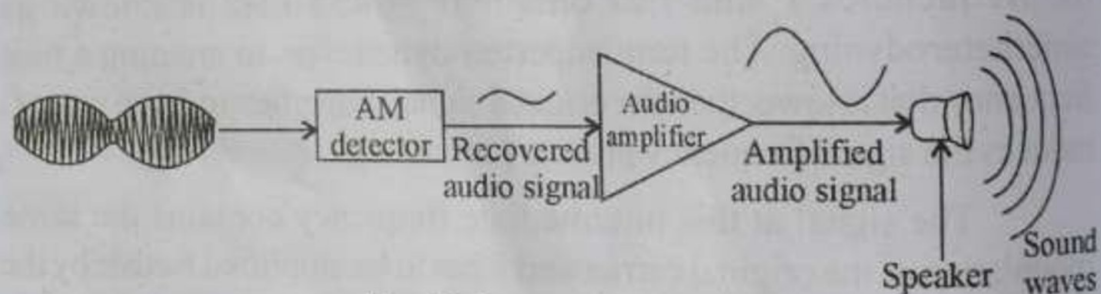 AM
detector
Recovered
audio signal
Audio
amplifier
Amplified
audio signal
Speaker
Sound
waves